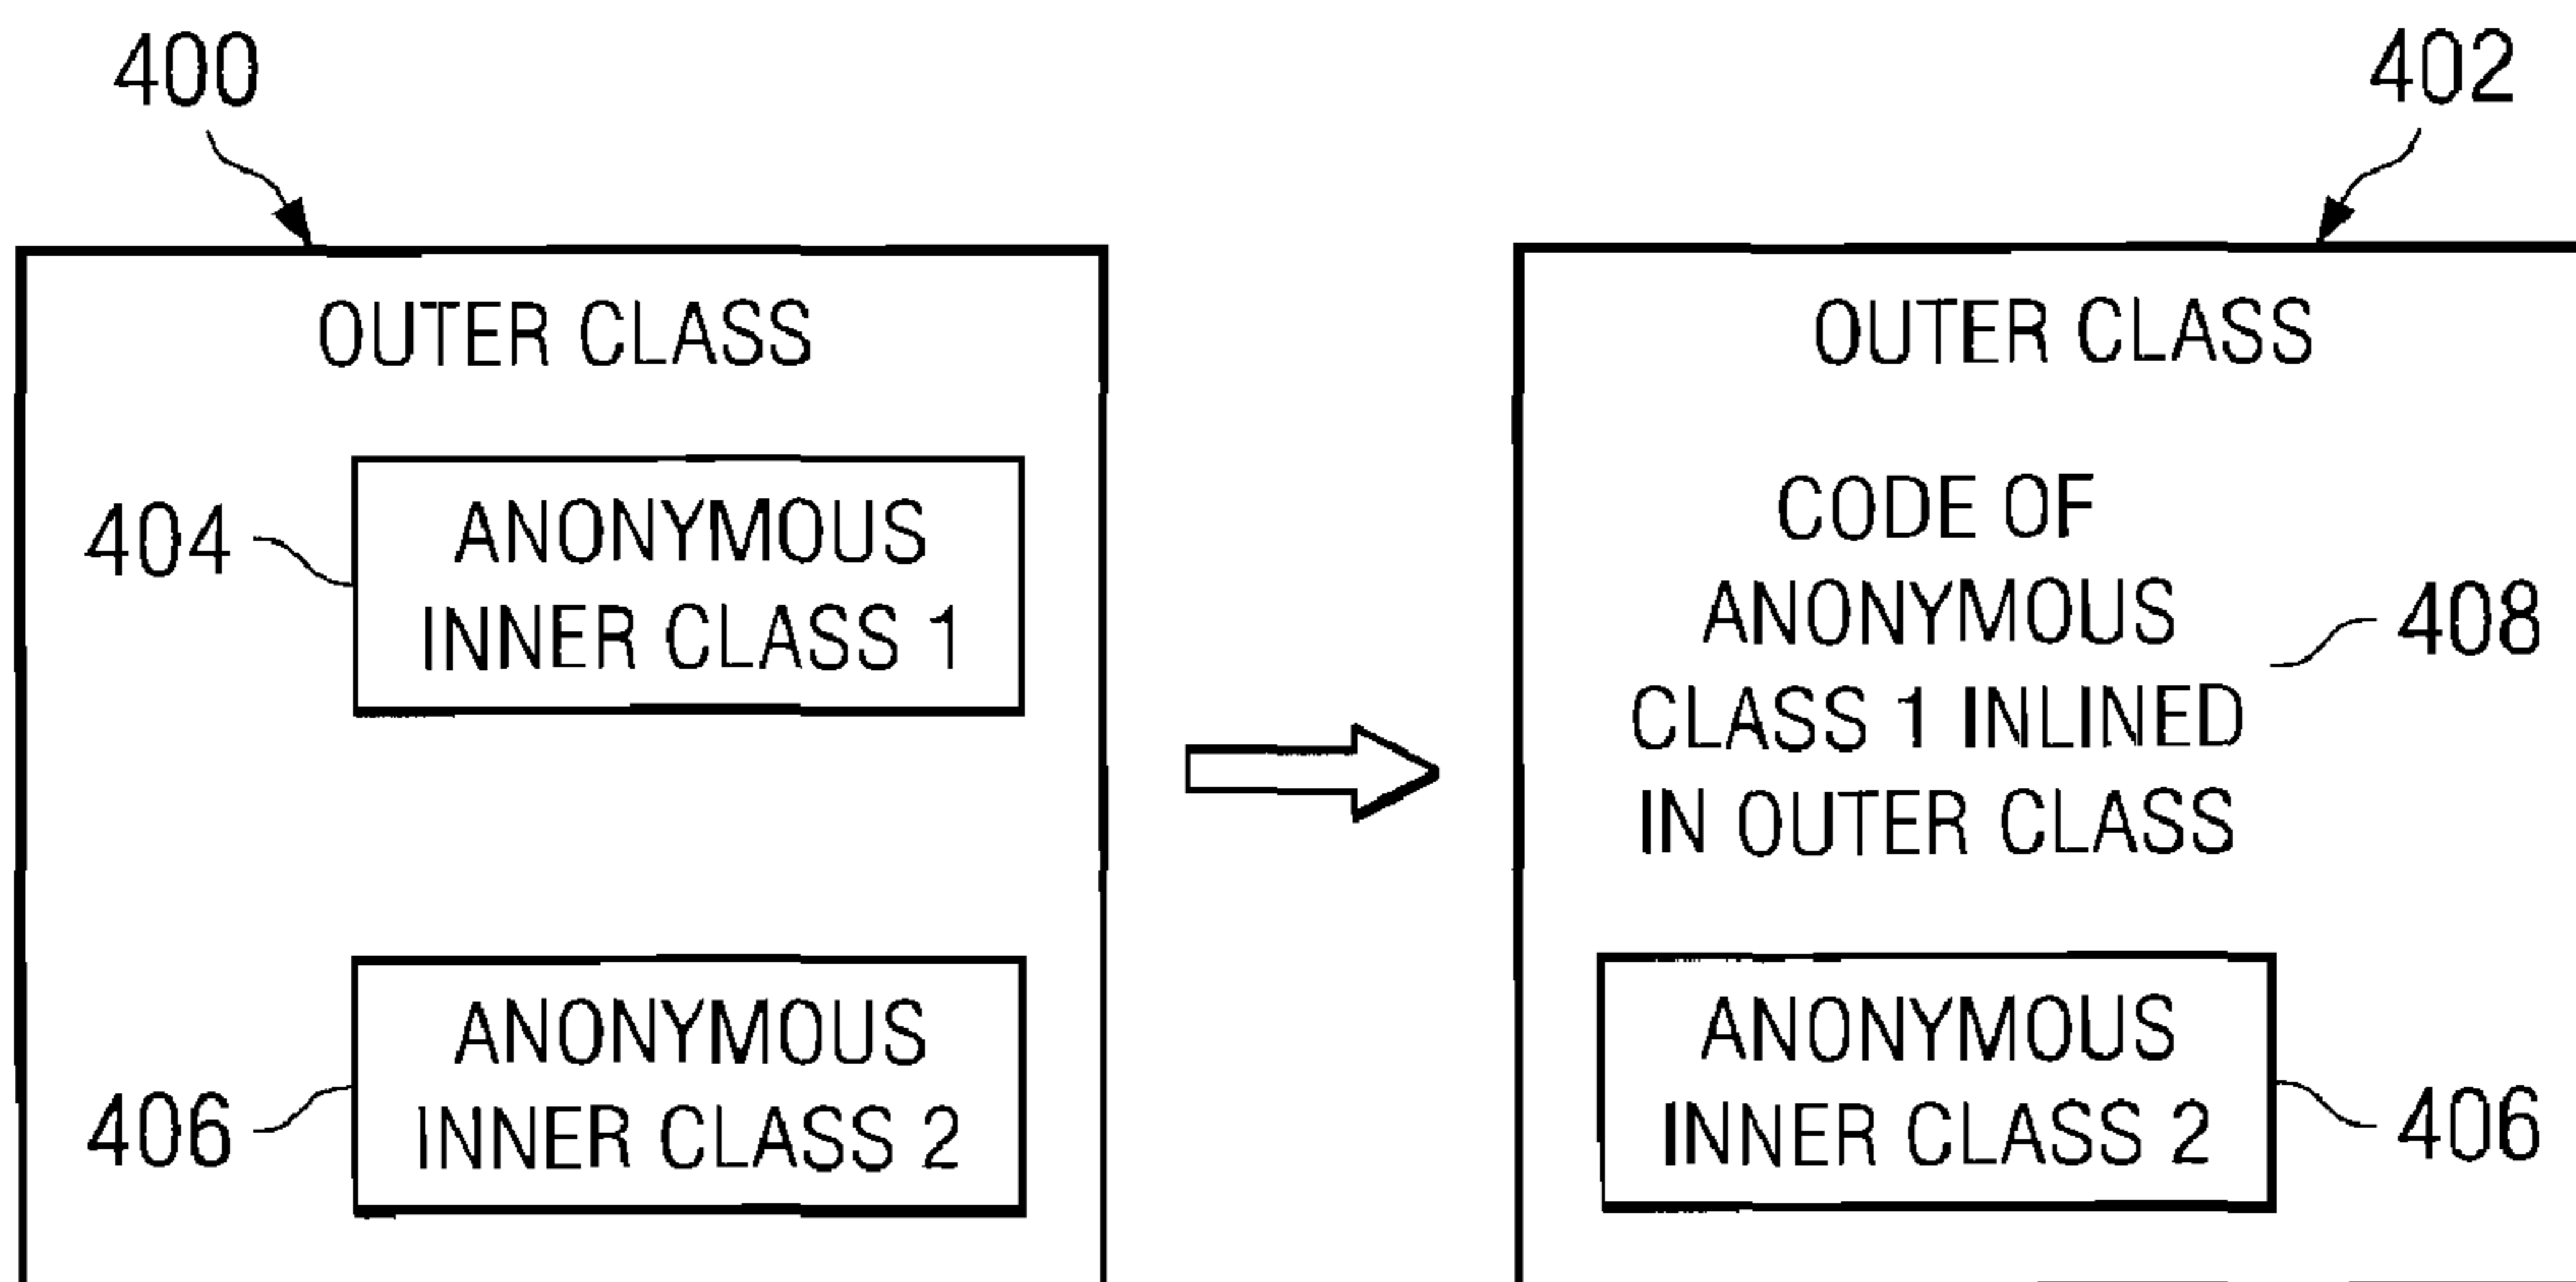 400
402
OUTER CLASS
404
ANONYMOUS
INNER CLASS 1
406
ANONYMOUS
INNER CLASS 2
OUTER CLASS
CODE OF
ANONYMOUS
CLASS 1 INLINED
IN OUTER CLASS
408
ANONYMOUS
INNER CLASS 2
406